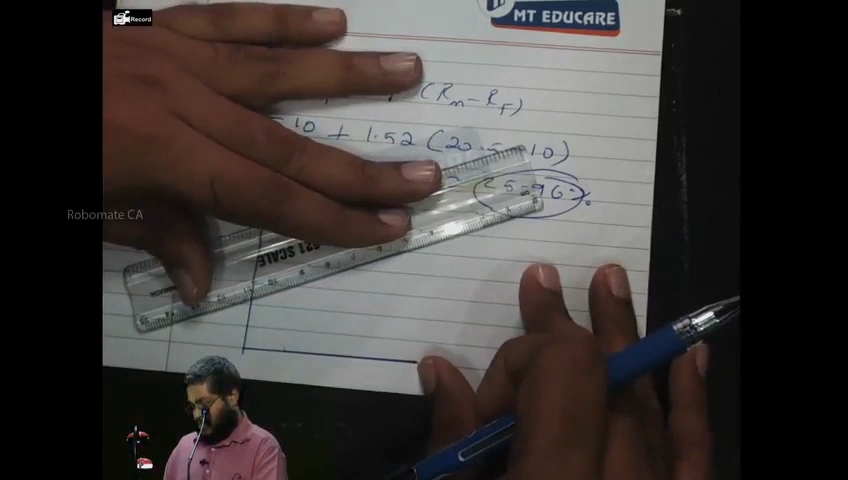 Record
MT EDUCARE
(Rm-Rf)
10 + 1.52 (20.5-10)
25.96%
Robomate CA
SCALE